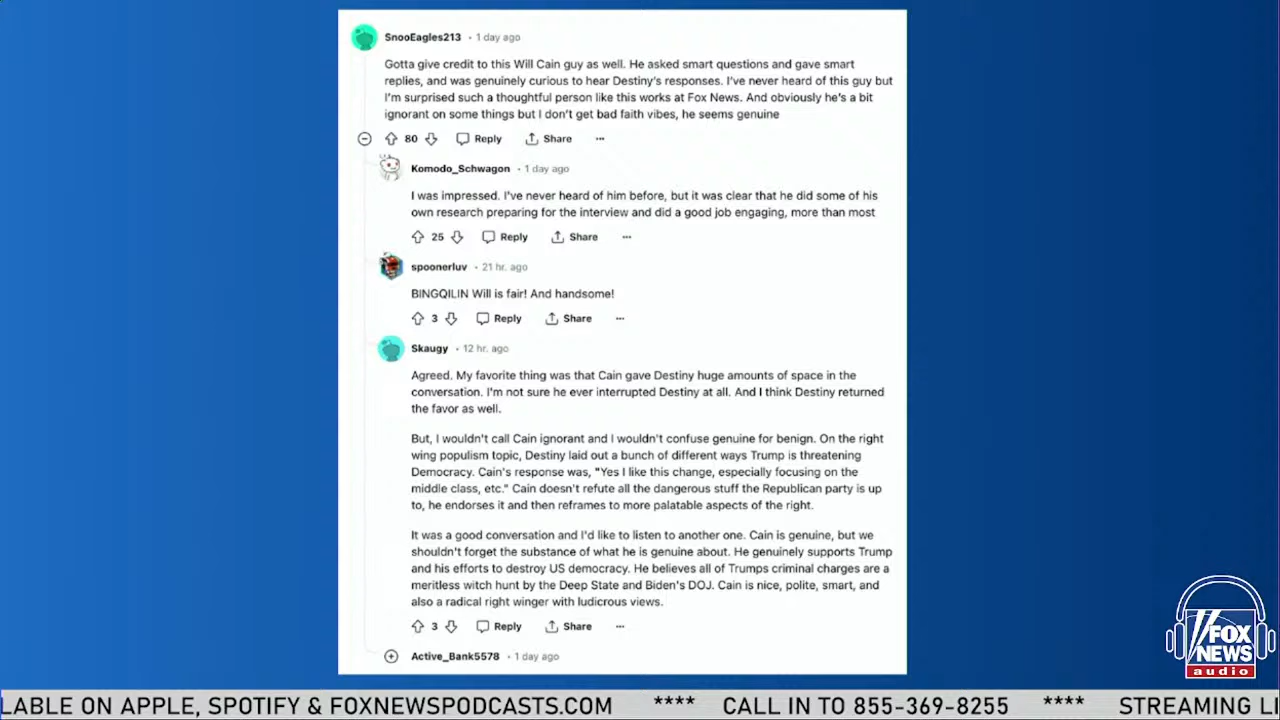 SnooEagles213 • 1 day ago
Gotta give credit to this Will Cain guy as well. He asked smart questions and gave smart
replies, and was genuinely curious to hear Destiny's responses. I've never heard of this guy but
I'm surprised such a thoughtful person like this works at Fox News. And obviously he's a bit
ignorant on some things but I don't get bad faith vibes, he seems genuine
80 Reply Share ...
Komodo_Schwagon • 1 day ago
I was impressed. I've never heard of him before, but it was clear that he did some of his
own research preparing for the interview and did a good job engaging, more than most
25 Reply Share ...
spoonerluv • 21 hr. ago
BINGQILIN Will is fair! And handsome!
3 Reply Share ...
Skaugy • 12 hr. ago
Agreed. My favorite thing was that Cain gave Destiny huge amounts of space in the
conversation. I'm not sure he ever interrupted Destiny at all. And I think Destiny returned
the favor as well.
But, I wouldn't call Cain ignorant and I wouldn't confuse genuine for benign. On the right
wing populism topic, Destiny laid out a bunch of different ways Trump is threatening
Democracy. Cain's response was, "Yes I like this change, especially focusing on the
middle class, etc." Cain doesn't refute all the dangerous stuff the Republican party is up
to, he endorses it and then reframes to more palatable aspects of the right.
It was a good conversation and I'd like to listen to another one. Cain is genuine, but we
shouldn't forget the substance of what he is genuine about. He genuinely supports Trump
and his efforts to destroy US democracy. He believes all of Trumps criminal charges are a
meritless witch hunt by the Deep State and Biden's DOJ. Cain is nice, polite, smart, and
also a radical right winger with ludicrous views.
3 Reply Share ...
Active_Bank5578 • 1 day ago
FOX
NEWS
audio
LABLE ON APPLE, SPOTIFY & FOXNEWSPODCASTS.COM **** CALL IN TO 855-369-8255 **** STREAMING LI